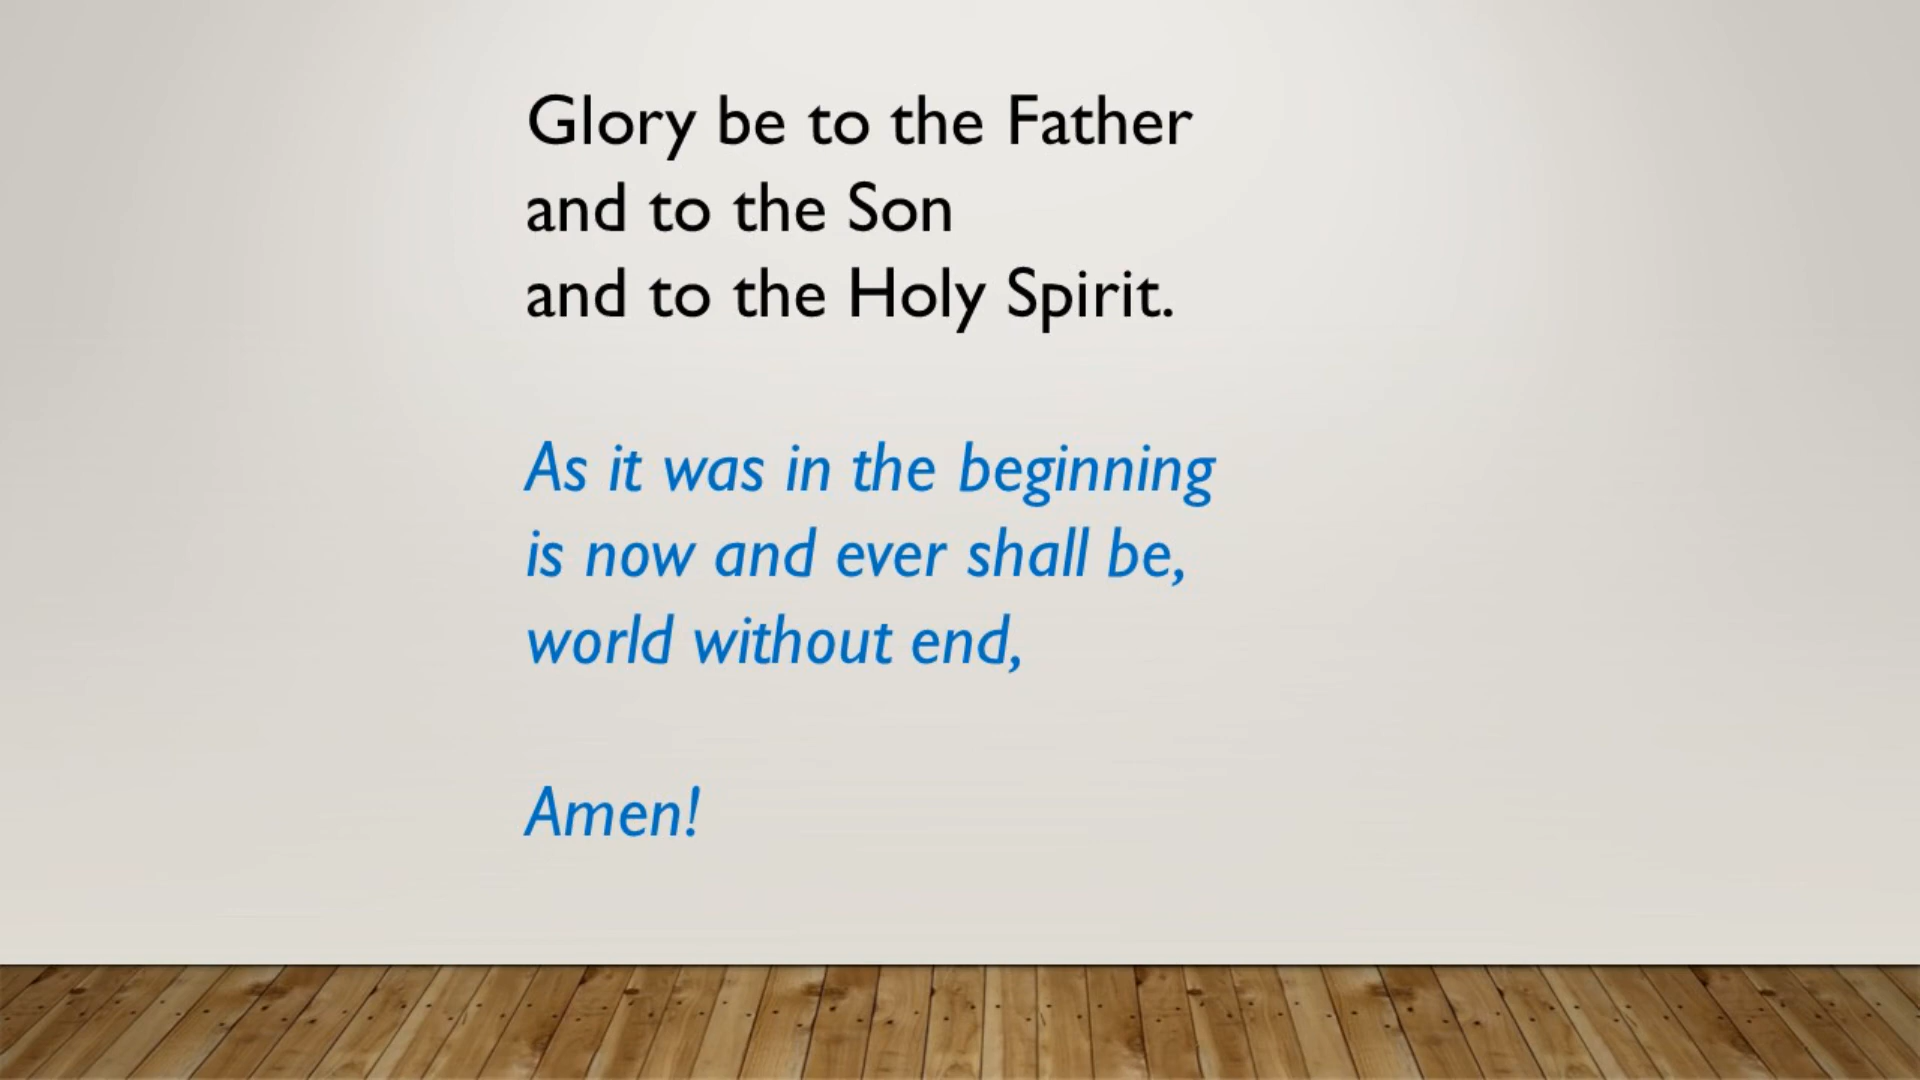 Glory be to the Father
and to the Son
and to the Holy Spirit.
As it was in the beginning
is now and ever shall be,
world without end,
Amen!